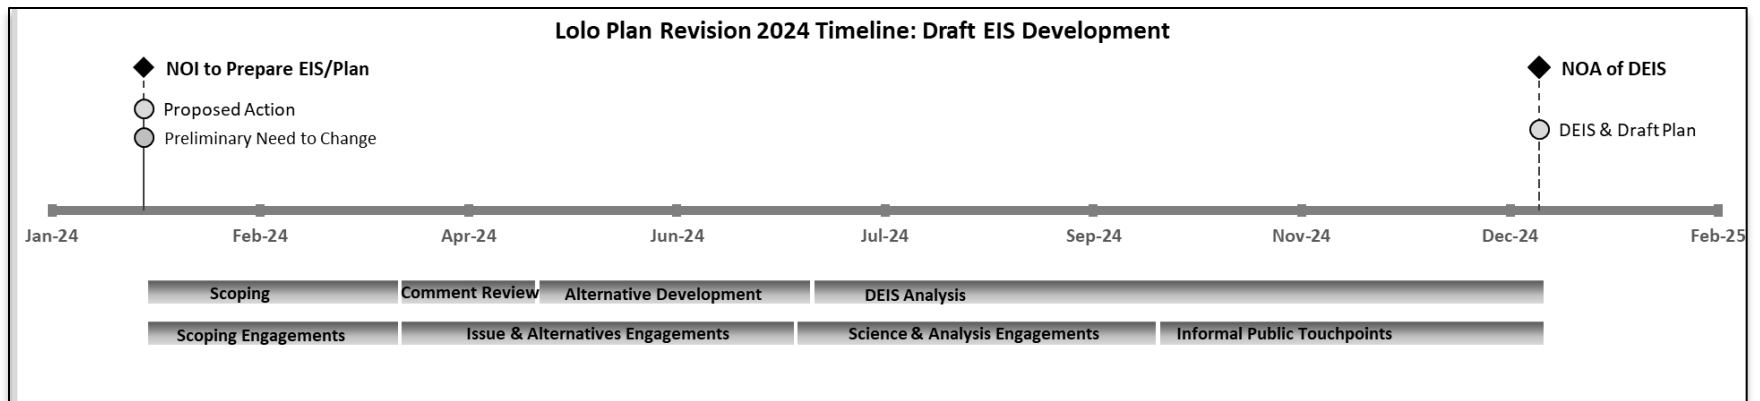 Lolo Plan Revision 2024 Timeline: Draft EIS Development
NOI to Prepare EIS/Plan
NOA of DEIS
Proposed Action
Preliminary Need to Change
DEIS & Draft Plan
Jan-24 Feb-24 Apr-24 Jun-24 Jul-24 Sep-24 Nov-24 Dec-24 Feb-25
Scoping Comment Review Alternative Development DEIS Analysis
Scoping Engagements Issue & Alternatives Engagements Science & Analysis Engagements Informal Public Touchpoints